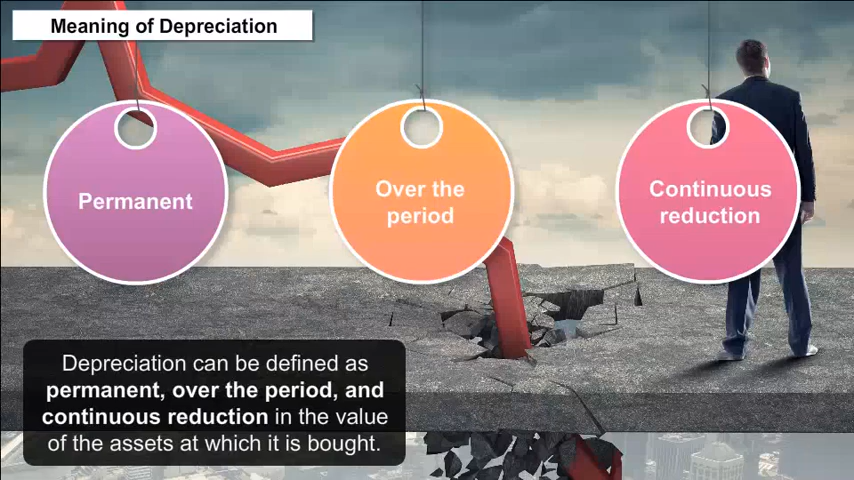 Meaning of Depreciation
Permanent
Over the
period
Continuous
reduction
Depreciation can be defined as
permanent, over the period, and
continuous reduction in the value
of the assets at which it is bought.